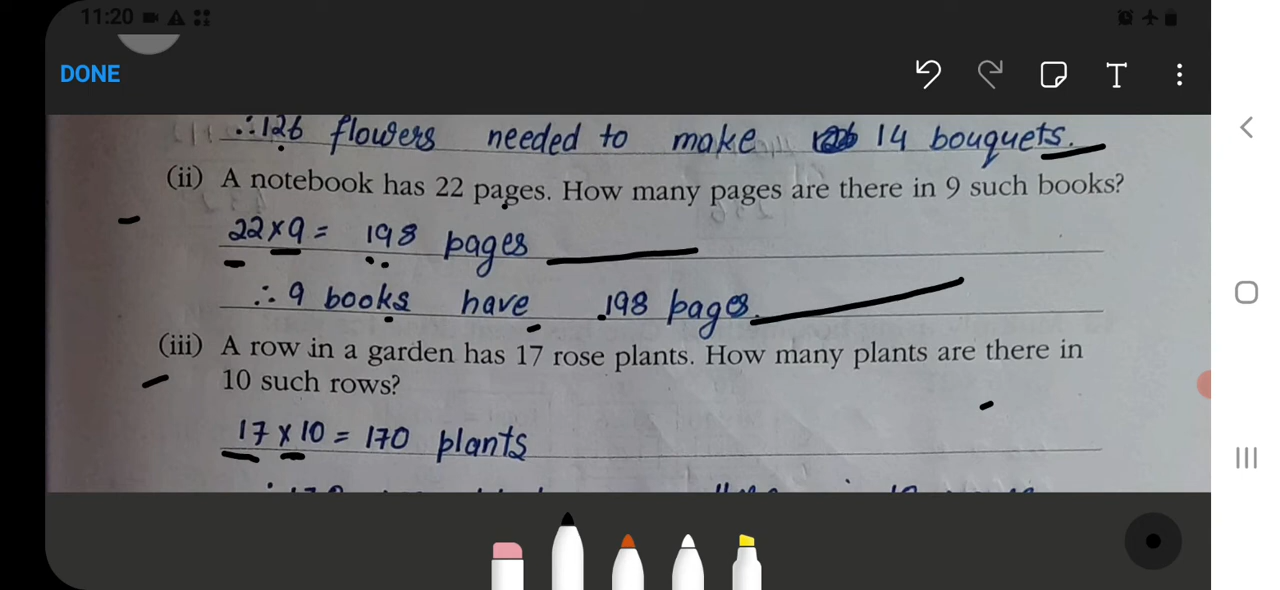 11:20
DONE
T
∴126 flowers needed to make 14 bouquets.
(ii) A notebook has 22 pages. How many pages are there in 9 such books?
22×9 = 198 pages
∴ 9 books have 198 pages.
(iii) A row in a garden has 17 rose plants. How many plants are there in
10 such rows?
17 × 10 = 170 plants